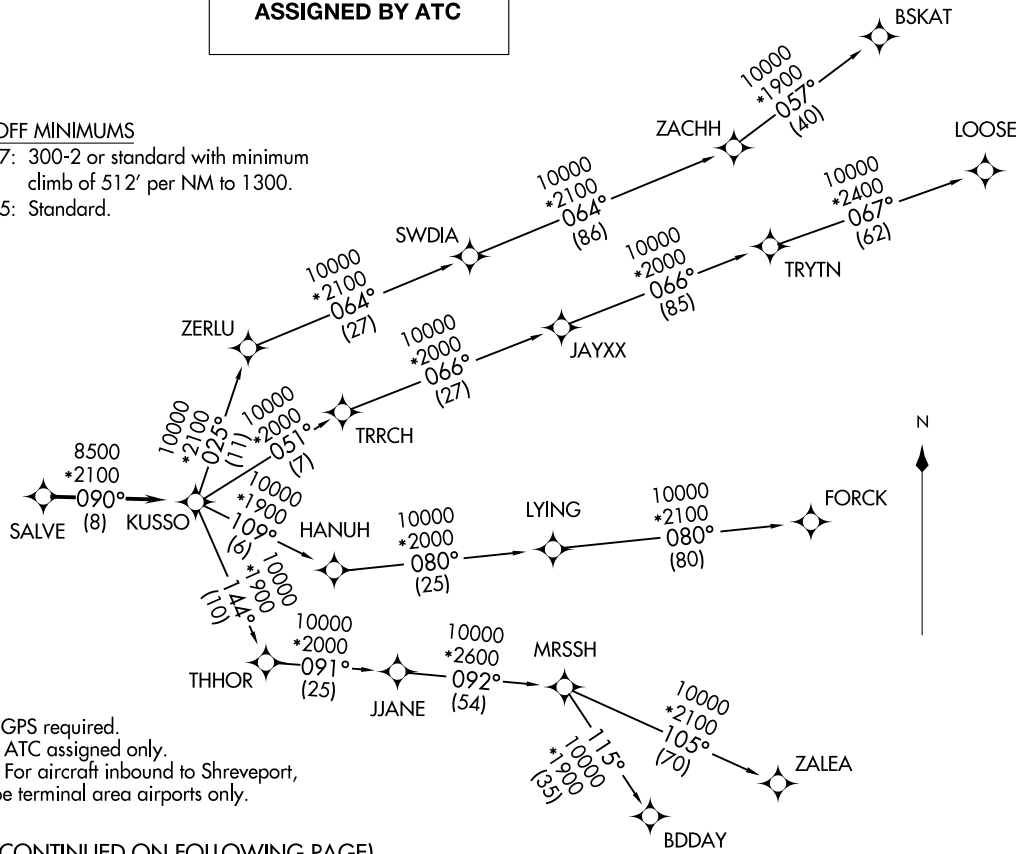 ASSIGNED BY ATC
BSKAT
10000
*1900
057°
(40)
ZACHH
LOOSE
OFF MINIMUMS
7: 300-2 or standard with minimum
climb of 512' per NM to 1300.
5: Standard.
10000
*2100
064°
(86)
10000
*2400
067°
(62)
SWDIA
TRYTN
10000
*2100
064°
(27)
10000
*2000
066°
(85)
ZERLU
JAYXX
10000
*2000
066°
(27)
10000
*2100
025°
(11)
10000
*2000
051°
(7)
TRRCH
N
8500
*2100
090°
(8)
SALVE
KUSSO
10000
*1900
109°
(6)
HANUH
10000
*2000
080°
(25)
LYING
10000
*2100
080°
(80)
FORCK
10000
*1900
144°
(10)
THHOR
10000
*2000
091°
(25)
JJANE
10000
*2600
092°
(54)
MRSSH
10000
*2100
105°
(70)
ZALEA
115°
10000
*1900
(35)
BDDAY
GPS required.
ATC assigned only.
For aircraft inbound to Shreveport,
be terminal area airports only.
CONTINUED ON FOLLOWING PAGE)